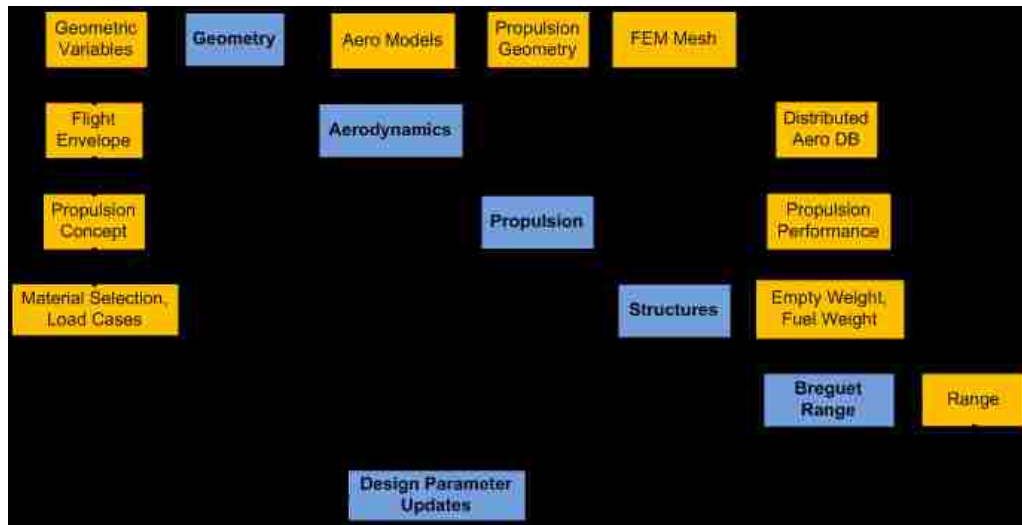 Geometric
Variables
Geometry
Aero Models
Propulsion
Geometry
FEM Mesh
Flight
Envelope
Aerodynamics
Distributed
Aero DB
Propulsion
Concept
Propulsion
Propulsion
Performance
Material Selection,
Load Cases
Structures
Empty Weight,
Fuel Weight
Breguet
Range
Range
Design Parameter
Updates